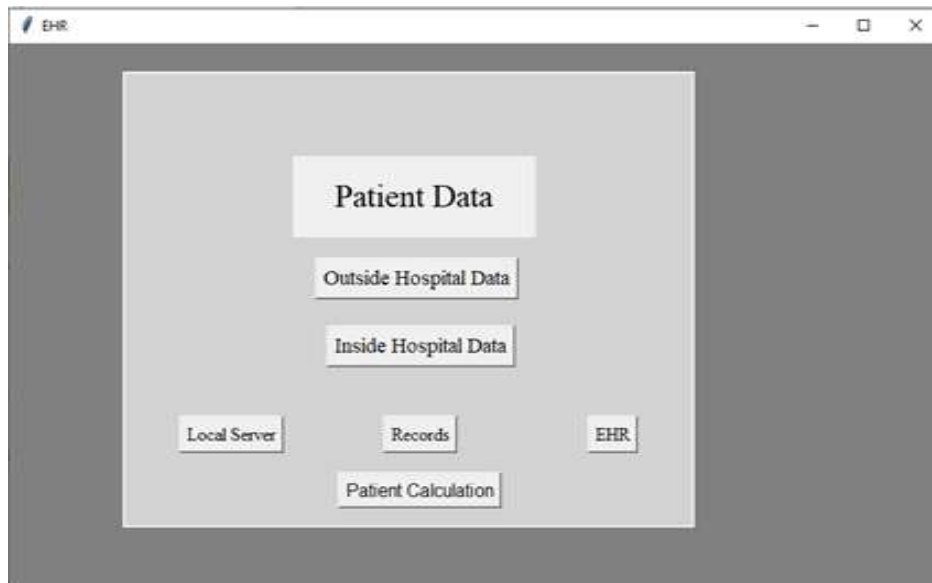 EHR
Patient Data
Outside Hospital Data
Inside Hospital Data
Local Server Records EHR
Patient Calculation